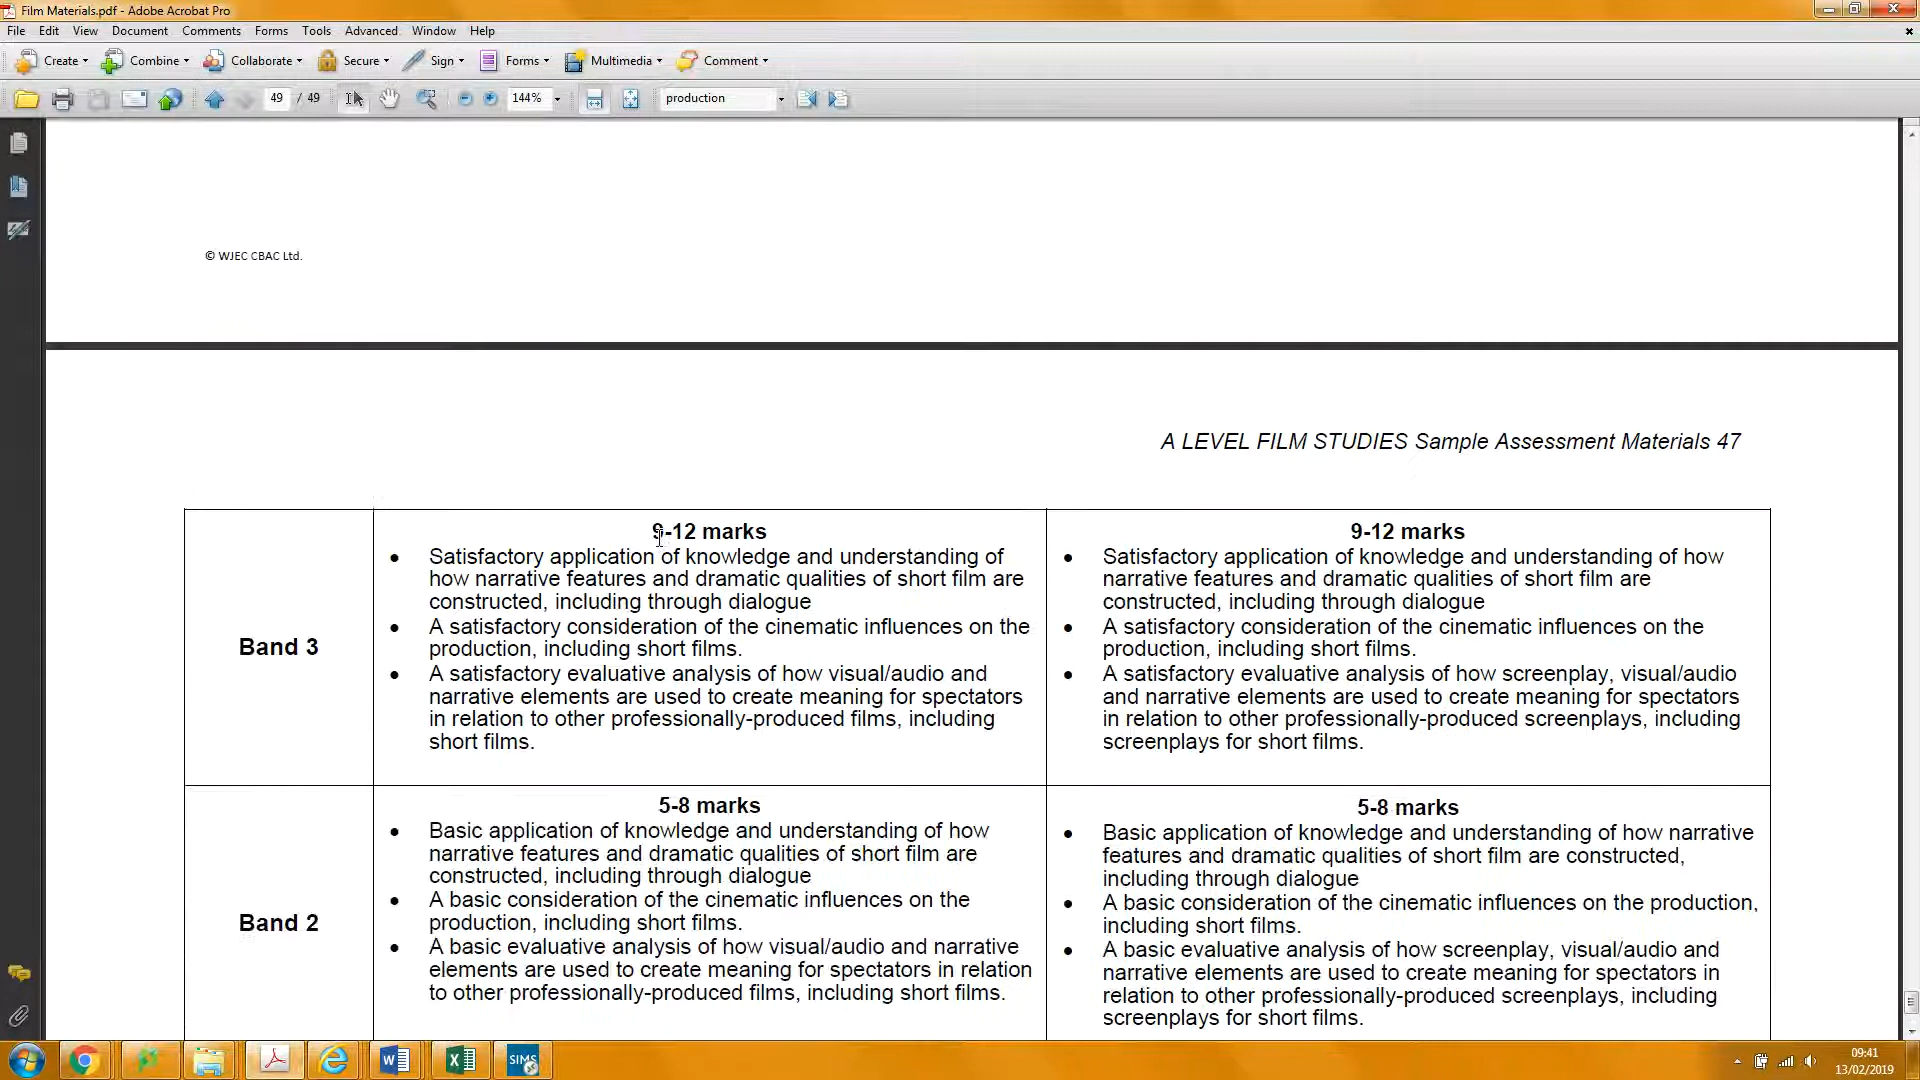 Film Materials.pdf - Adobe Acrobat Pro
File Edit View Document Comments Forms Tools Advanced Window Help
Create Combine Collaborate Secure Sign Forms Multimedia Comment
49 / 49 144% production
© WJEC CBAC Ltd.
A LEVEL FILM STUDIES Sample Assessment Materials 47
Band 3
9-12 marks
• Satisfactory application of knowledge and understanding of
how narrative features and dramatic qualities of short film are
constructed, including through dialogue
• A satisfactory consideration of the cinematic influences on the
production, including short films.
• A satisfactory evaluative analysis of how visual/audio and
narrative elements are used to create meaning for spectators
in relation to other professionally-produced films, including
short films.
9-12 marks
• Satisfactory application of knowledge and understanding of how
narrative features and dramatic qualities of short film are
constructed, including through dialogue
• A satisfactory consideration of the cinematic influences on the
production, including short films.
• A satisfactory evaluative analysis of how screenplay, visual/audio
and narrative elements are used to create meaning for spectators
in relation to other professionally-produced screenplays, including
screenplays for short films.
Band 2
5-8 marks
• Basic application of knowledge and understanding of how
narrative features and dramatic qualities of short film are
constructed, including through dialogue
• A basic consideration of the cinematic influences on the
production, including short films.
• A basic evaluative analysis of how visual/audio and narrative
elements are used to create meaning for spectators in relation
to other professionally-produced films, including short films.
5-8 marks
• Basic application of knowledge and understanding of how narrative
features and dramatic qualities of short film are constructed,
including through dialogue
• A basic consideration of the cinematic influences on the production,
including short films.
• A basic evaluative analysis of how screenplay, visual/audio and
narrative elements are used to create meaning for spectators in
relation to other professionally-produced screenplays, including
screenplays for short films.
SIMS
09:41
13/02/2019